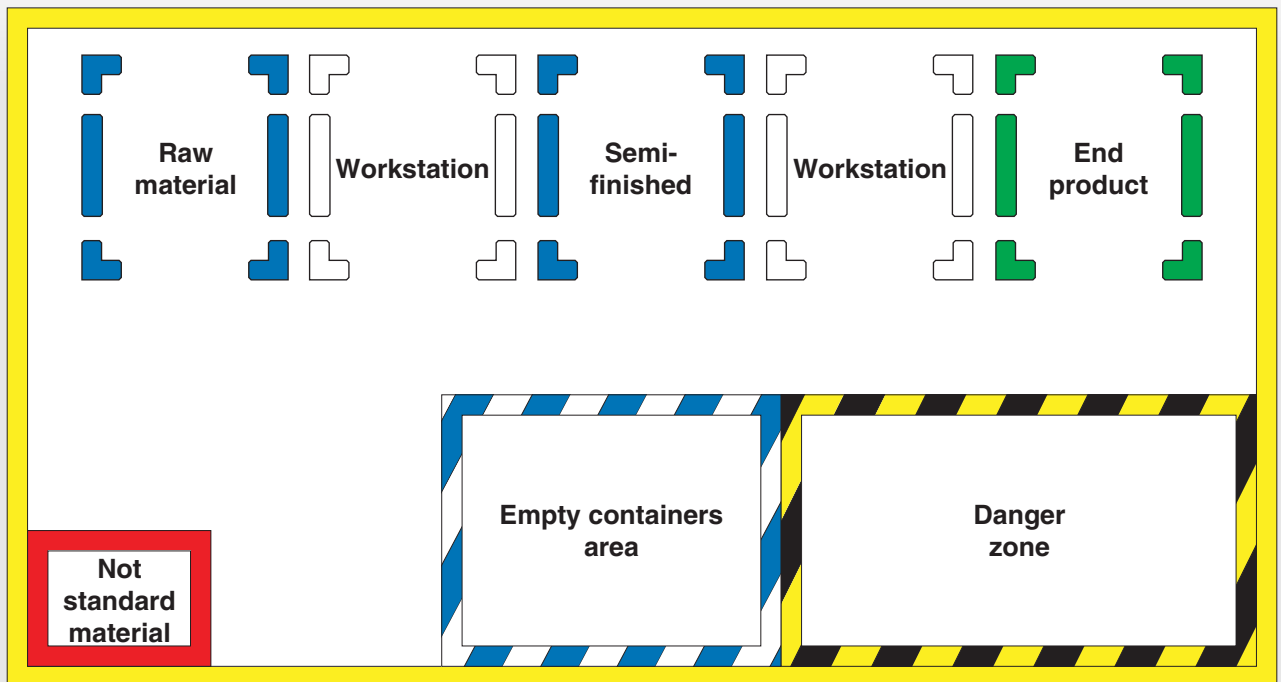 Raw
material
Workstation
Semi-
finished
Workstation
End
product
Empty containers
area
Danger
zone
Not
standard
material